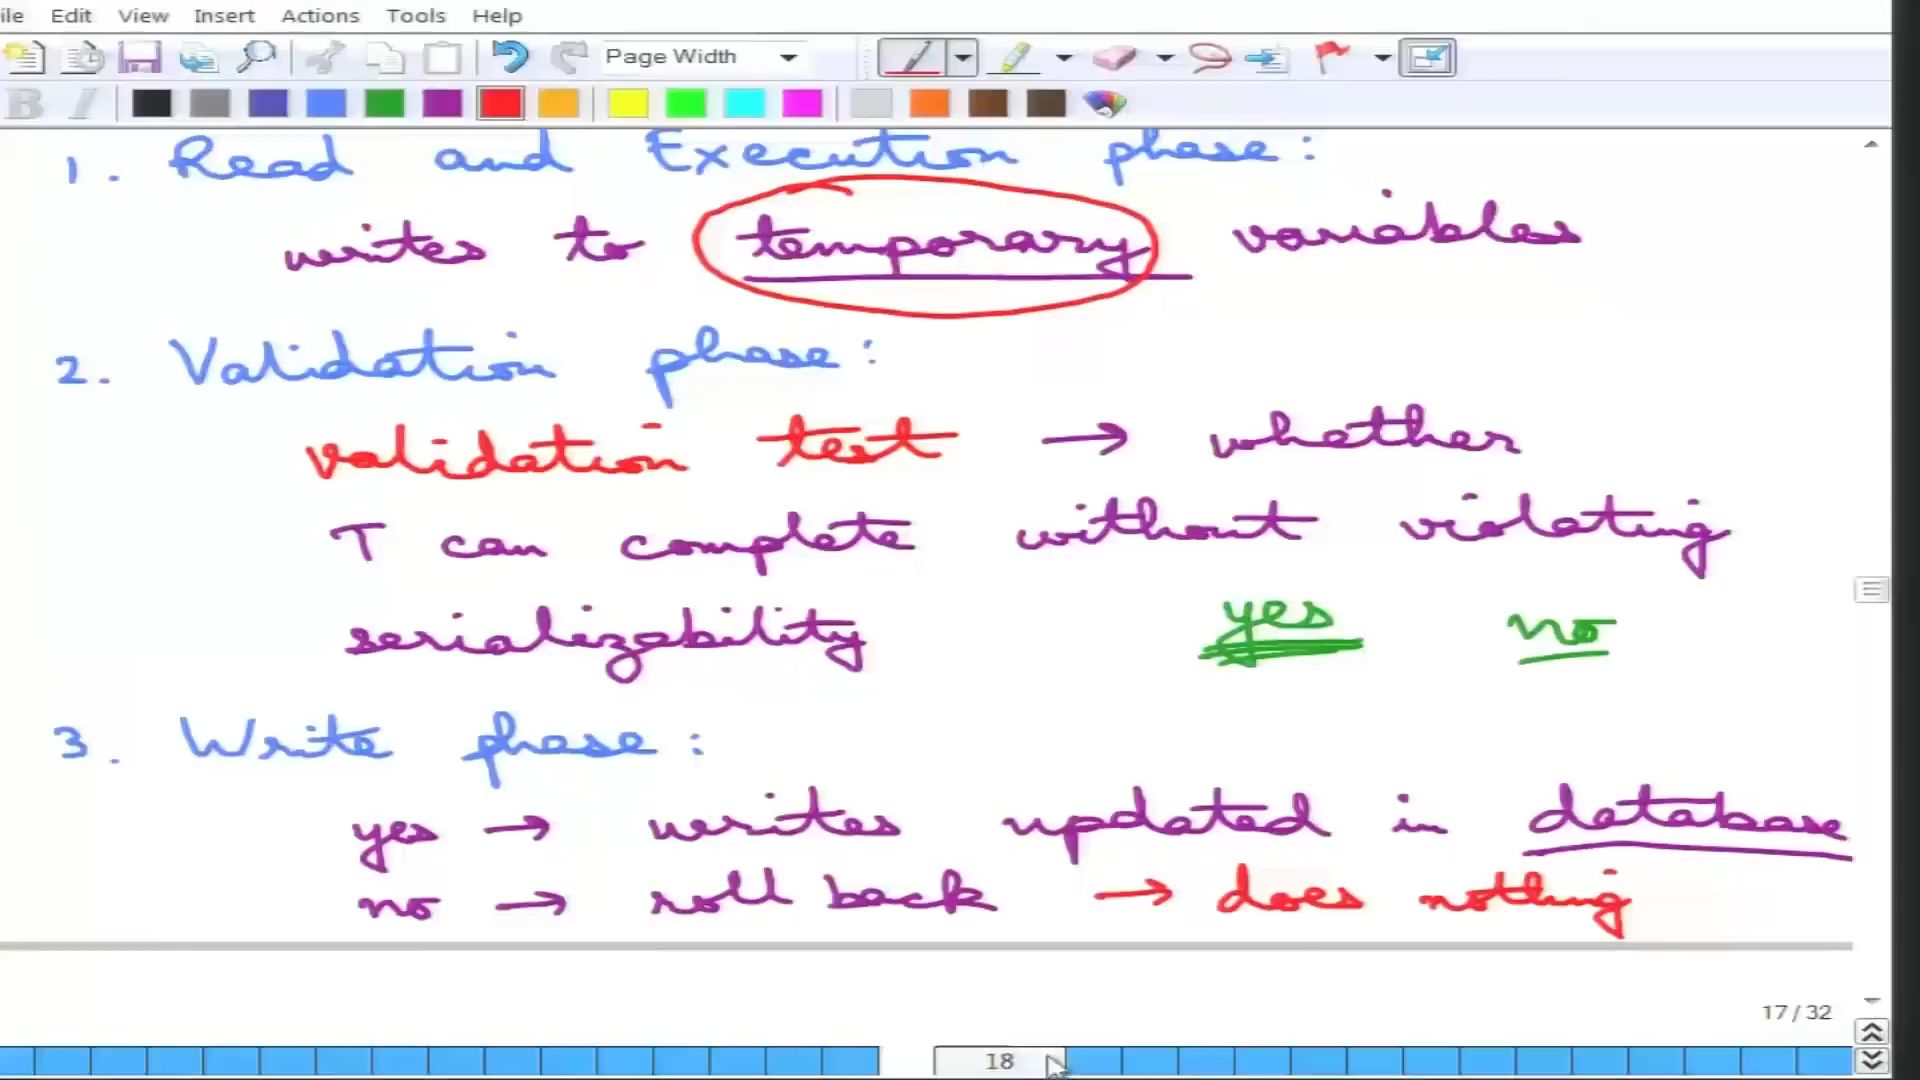 ile Edit View Insert Actions Tools Help
Page Width
B I
1. Read and Execution phase:
writes to temporary variables
2. Validation phase:
validation test → whether
T can complete without violating
serializability yes no
3. Write phase:
yes → writes updated in database
no → roll back → does nothing
17 / 32
18